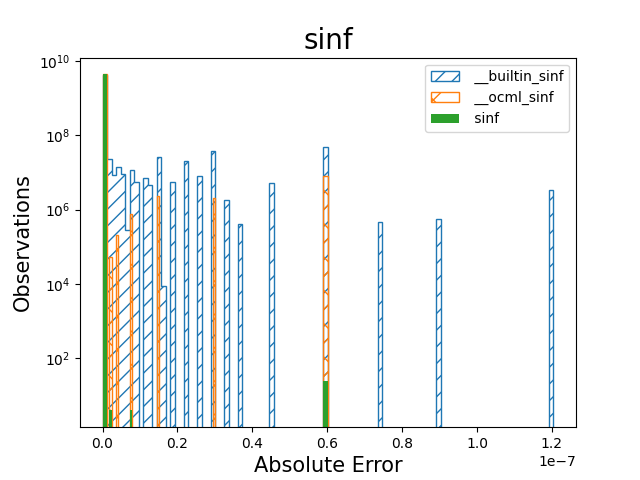 sinf
10^10
10^8
10^6
10^4
10^2
Observations
__builtin_sinf
__ocml_sinf
sinf
0.0 0.2 0.4 0.6 0.8 1.0 1.2
1e−7
Absolute Error